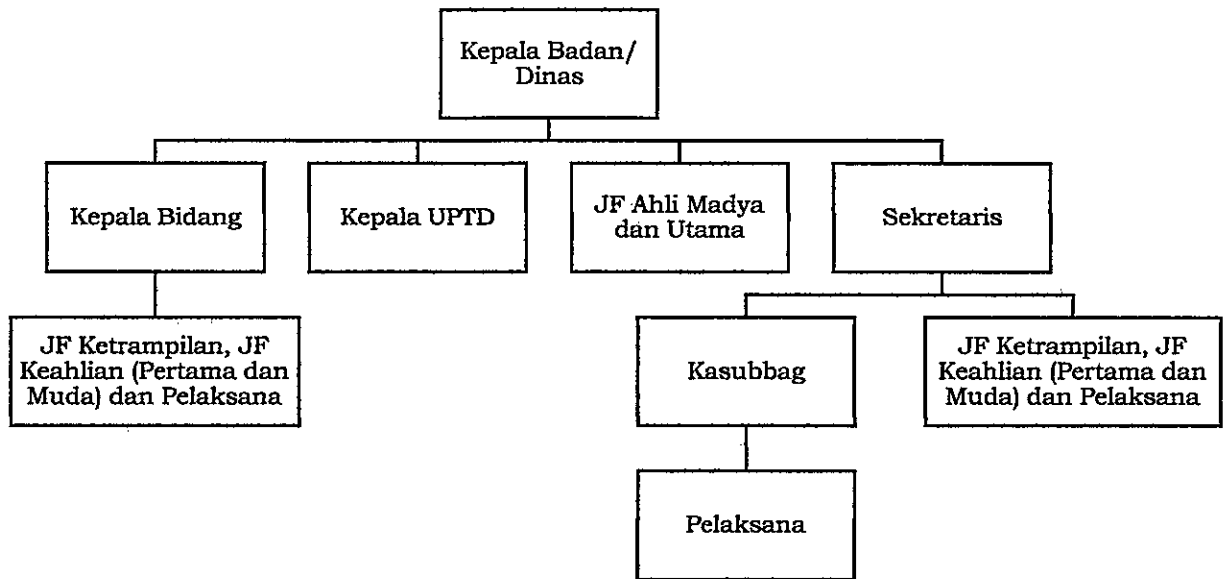 Kepala Badan/
Dinas
Kepala Bidang
Kepala UPTD
JF Ahli Madya
dan Utama
Sekretaris
JF Ketrampilan, JF
Keahlian (Pertama dan
Muda) dan Pelaksana
Kasubbag
JF Ketrampilan, JF
Keahlian (Pertama dan
Muda) dan Pelaksana
Pelaksana